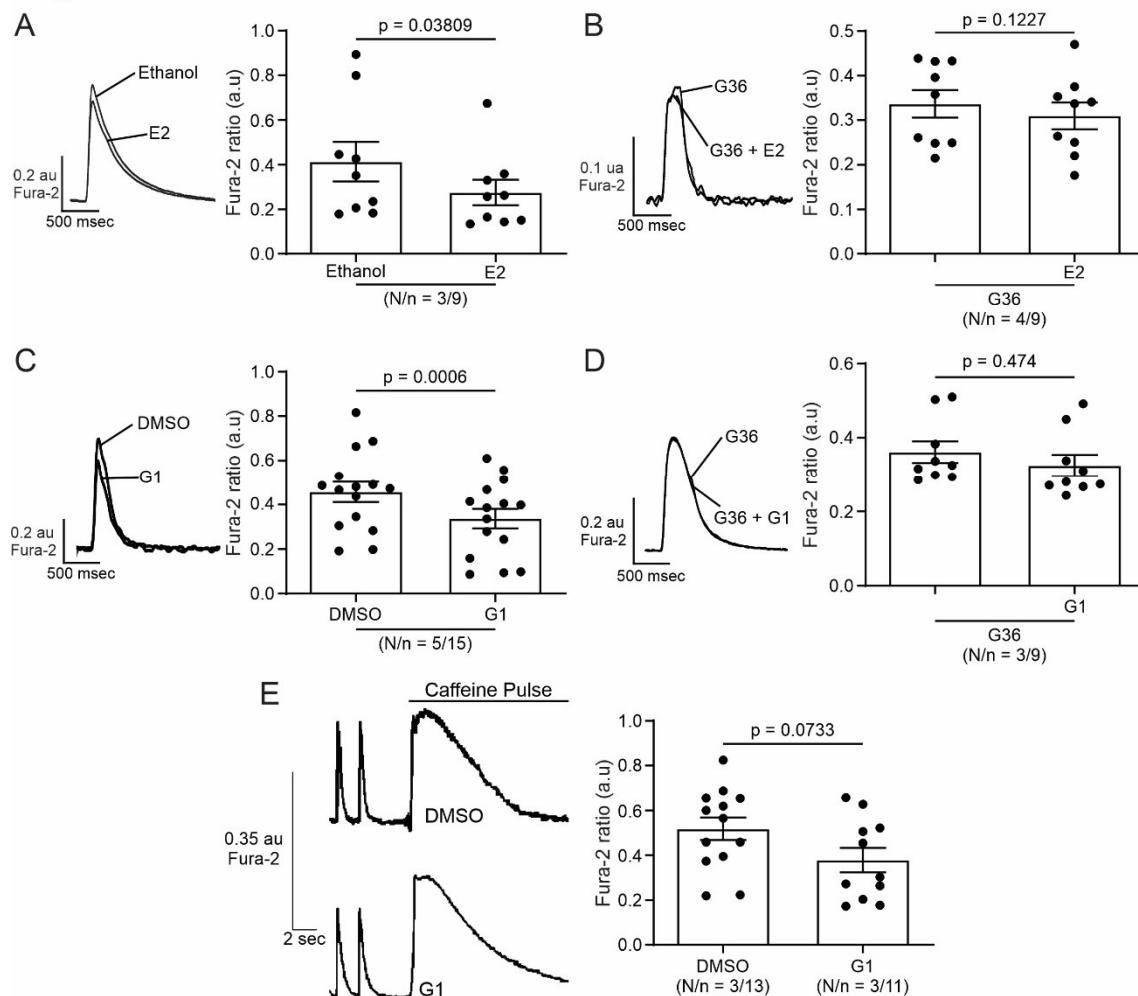 A
Ethanol
E2
0.2 au
Fura-2
500 msec
Fura-2 ratio (a.u)
1.0
0.8
0.6
0.4
0.2
0.0
p = 0.03809
Ethanol
E2
(N/n = 3/9)
B
G36
G36 + E2
0.1 ua
Fura-2
500 msec
Fura-2 ratio (a.u)
0.5
0.4
0.3
0.2
0.1
0.0
p = 0.1227
E2
G36
(N/n = 4/9)
C
DMSO
G1
0.2 au
Fura-2
500 msec
Fura-2 ratio (a.u)
1.0
0.8
0.6
0.4
0.2
0.0
p = 0.0006
DMSO
G1
(N/n = 5/15)
D
G36
G36 + G1
0.2 au
Fura-2
500 msec
Fura-2 ratio (a.u)
0.6
0.4
0.2
0.0
p = 0.474
G1
G36
(N/n = 3/9)
E
Caffeine Pulse
DMSO
0.35 au
Fura-2
2 sec
G1
Fura-2 ratio (a.u)
1.0
0.8
0.6
0.4
0.2
0.0
p = 0.0733
DMSO
(N/n = 3/13)
G1
(N/n = 3/11)